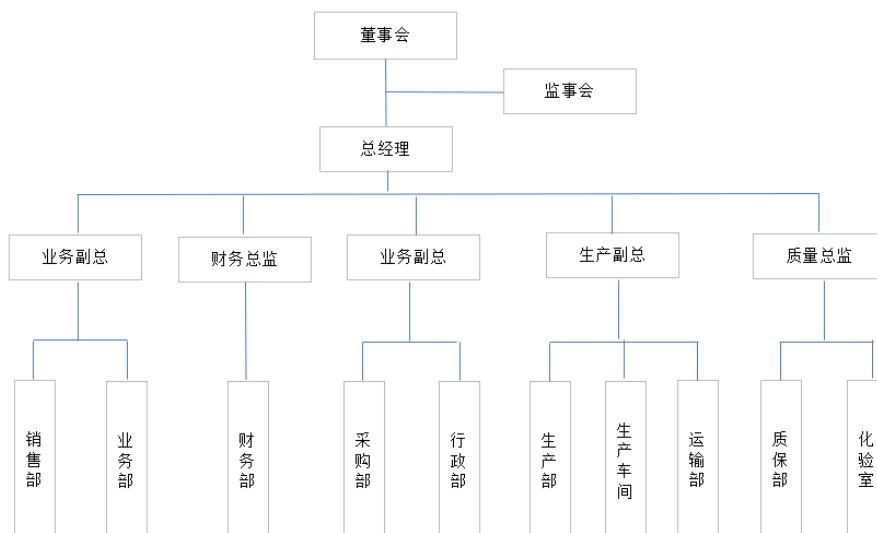 董事会
监事会
总经理
业务副总
财务总监
业务副总
生产副总
质量总监
销售部
业务部
财务部
采购部
行政部
生产部
生产车间
运输部
质保部
化验室